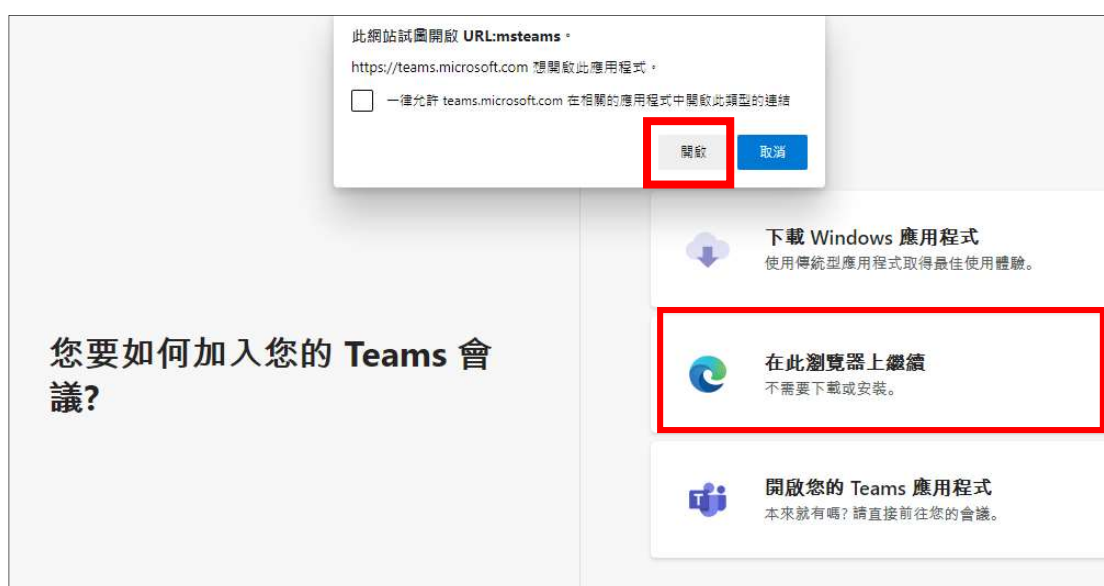 此網站試圖開啟 URL:msteams。
https://teams.microsoft.com 想開啟此應用程式。
一律允許 teams.microsoft.com 在相關的應用程式中開啟此類型的連結
開啟
取消
下載 Windows 應用程式
使用傳統型應用程式取得最佳使用體驗。
您要如何加入您的 Teams 會
議?
在此瀏覽器上繼續
不需要下載或安裝。
開啟您的 Teams 應用程式
本來就有嗎? 請直接前往您的會議。